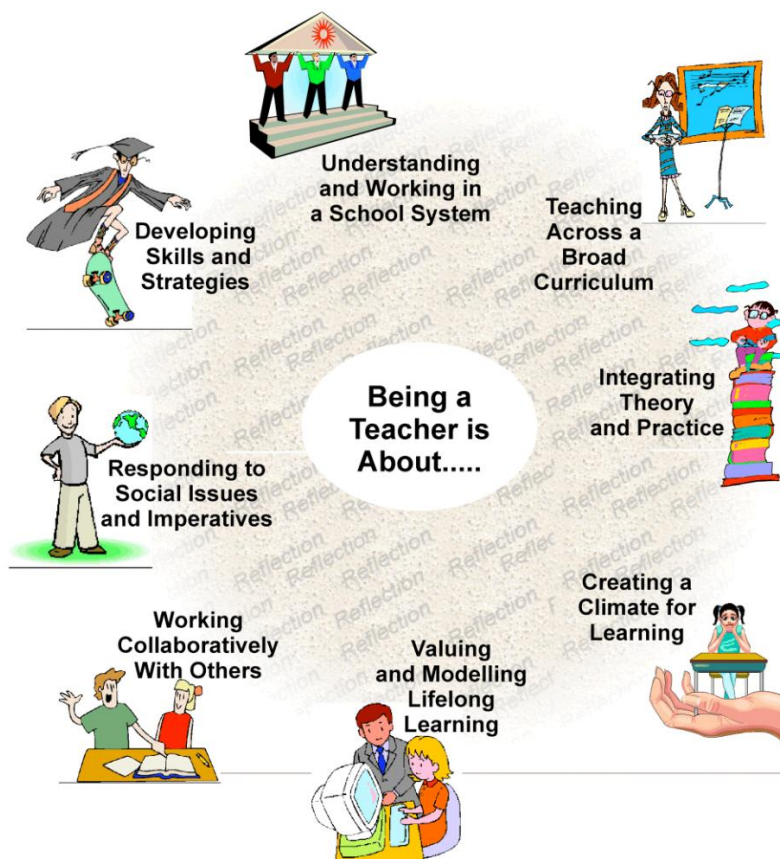 Understanding
and Working in
a School System
Teaching
Across a
Broad
Curriculum
Integrating
Theory
and Practice
Creating a
Climate for
Learning
Valuing
and Modelling
Lifelong
Learning
Working
Collaboratively
With Others
Responding to
Social Issues
and Imperatives
Developing
Skills and
Strategies
Being a
Teacher is
About.....
Reflection